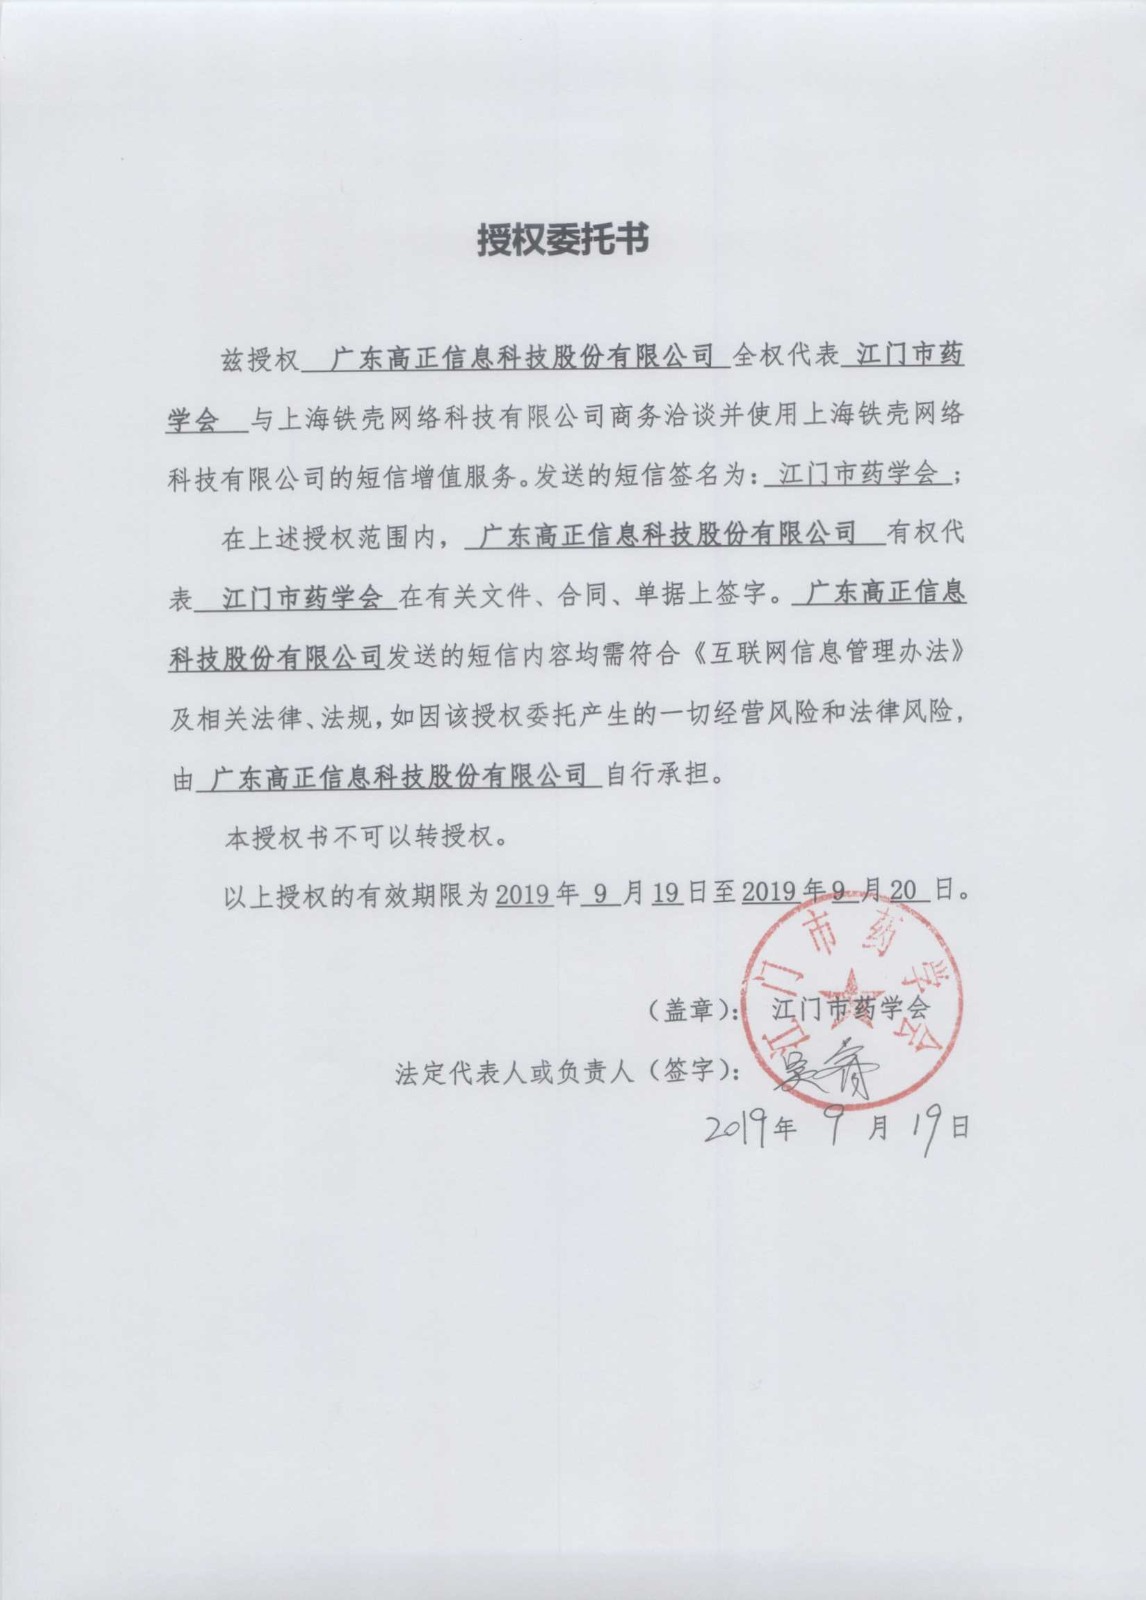 授权委托书
兹授权 广东高正信息科技股份有限公司 全权代表 江门市药
学会 与上海铁壳网络科技有限公司商务洽谈并使用上海铁壳网络
科技有限公司的短信增值服务。发送的短信签名为：江门市药学会；
在上述授权范围内， 广东高正信息科技股份有限公司 有权代
表 江门市药学会 在有关文件、合同、单据上签字。 广东高正信息
科技股份有限公司发送的短信内容均需符合《互联网信息管理办法》
及相关法律、法规，如因该授权委托产生的一切经营风险和法律风险，
由 广东高正信息科技股份有限公司 自行承担。
本授权书不可以转授权。
以上授权的有效期限为2019年 9 月19日至2019年9 月20 日。
江门市药学会
（盖章）： 江门市药学会
法定代表人或负责人（签字）： 吴
2019年 9 月 19日